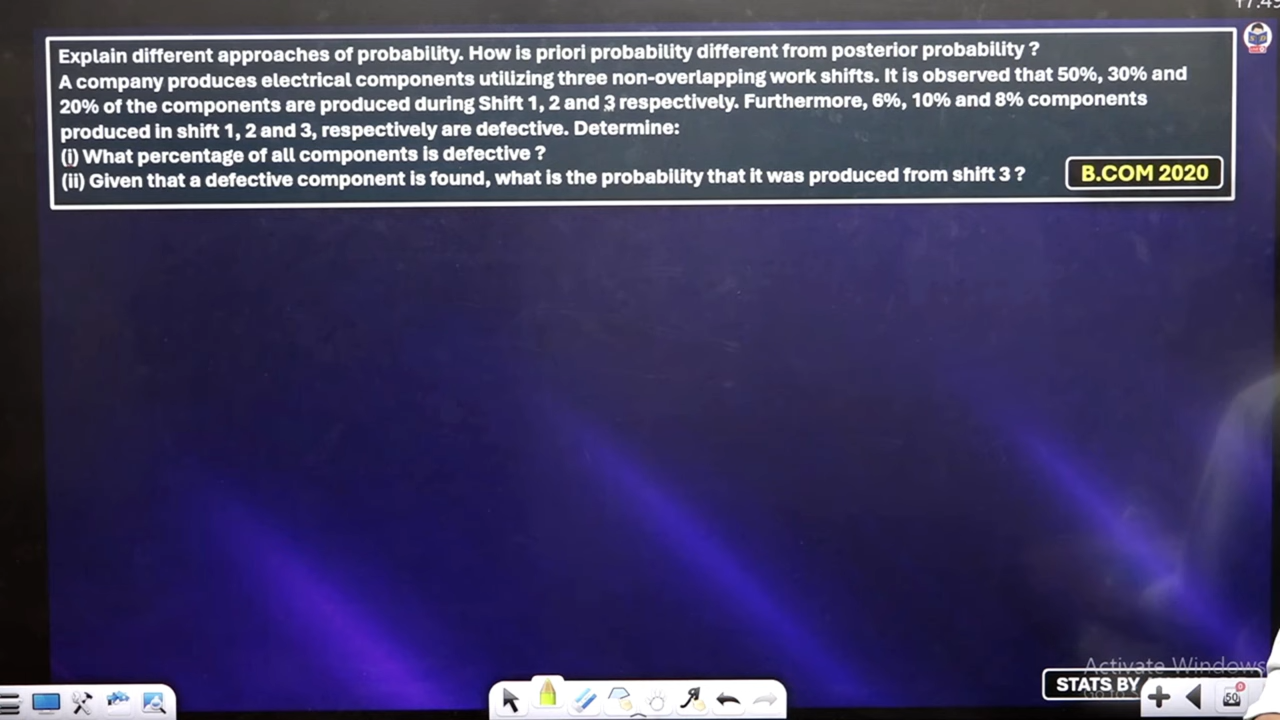 Explain different approaches of probability. How is priori probability different from posterior probability ?
A company produces electrical components utilizing three non-overlapping work shifts. It is observed that 50%, 30% and
20% of the components are produced during Shift 1, 2 and 3 respectively. Furthermore, 6%, 10% and 8% components
produced in shift 1, 2 and 3, respectively are defective. Determine:
(i) What percentage of all components is defective ?
(ii) Given that a defective component is found, what is the probability that it was produced from shift 3 ?
B.COM 2020
Activate Windows
STATS BY
50